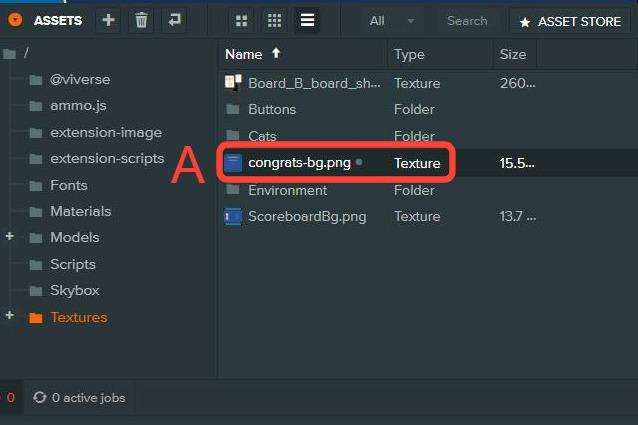 ASSETS All Search ASSET STORE
/ Name Type Size
@viverse Board_B_board_sh... Texture 260...
ammo.js Buttons Folder
extension-image Cats Folder
extension-scripts A congrats-bg.png Texture 15.5...
Fonts Environment Folder
Materials ScoreboardBg.png Texture 13.7 ...
Models
Scripts
Skybox
Textures
0 0 active jobs